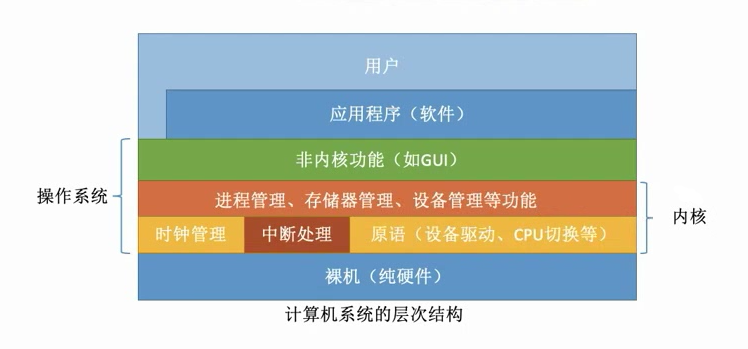 用户
应用程序（软件）
非内核功能（如GUI）
操作系统
进程管理、存储器管理、设备管理等功能
内核
时钟管理 中断处理 原语（设备驱动、CPU切换等）
裸机（纯硬件）
计算机系统的层次结构